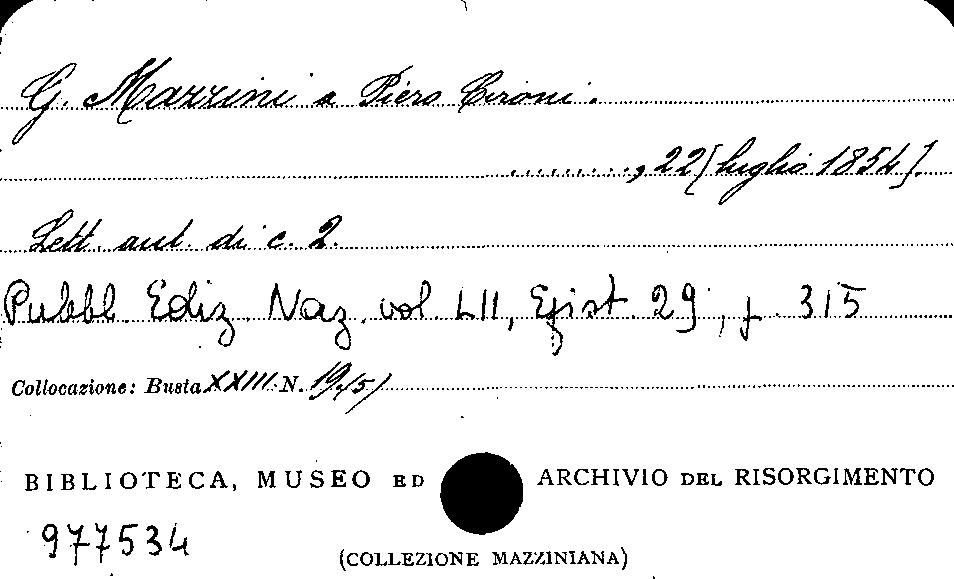 G. Mazzini a Piero Cironi.
.........., 22 [luglio 1854].
Lett. aut. di c. 2.
Pubbl. Ediz. Naz. vol. LII, Epist. 29°, p. 315
Collocazione: Busta XXIII N. 19 (5)
BIBLIOTECA, MUSEO ED ARCHIVIO DEL RISORGIMENTO
977534
(COLLEZIONE MAZZINIANA)